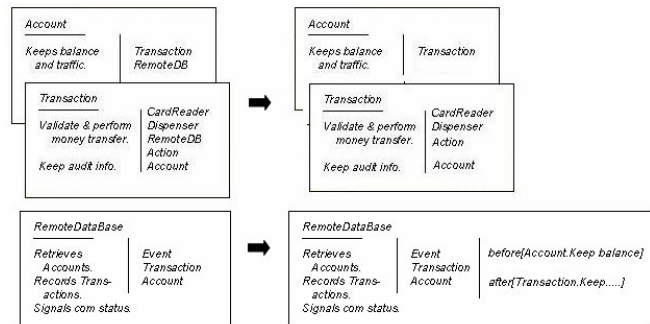 Account
Keeps balance
and traffic.
Transaction
RemoteDB
Transaction
Validate & perform
money transfer.
Keep audit info.
CardReader
Dispenser
RemoteDB
Action
Account
Account
Keeps balance
and traffic.
Transaction
Transaction
Validate & perform
money transfer.
Keep audit info.
CardReader
Dispenser
Action
Account
RemoteDataBase
Retrieves
Accounts.
Records Trans-
actions.
Signals com status.
Event
Transaction
Account
RemoteDataBase
Retrieves
Accounts.
Records Trans-
actions.
Signals com status.
Event
Transaction
Account
before[Account.Keep balance]
after[Transaction.Keep.....]